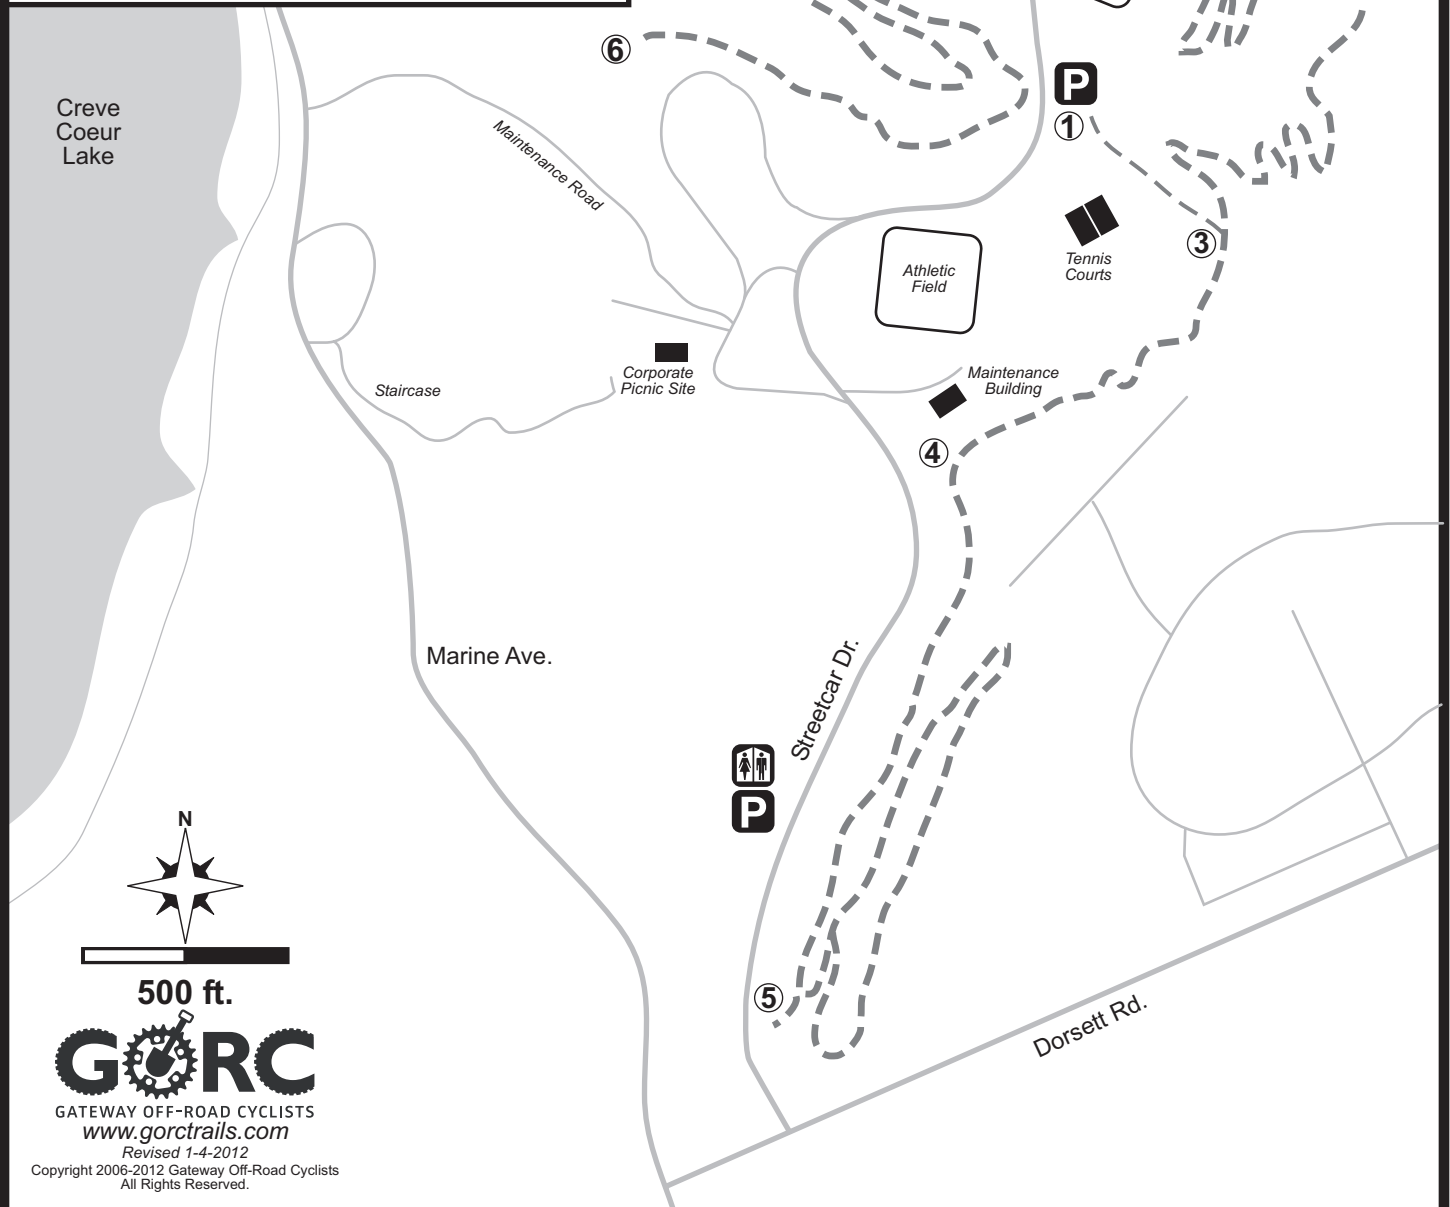 6
Creve
Coeur
Lake
P
1
Maintenance Road
3
Tennis
Courts
Athletic
Field
Corporate
Picnic Site
Maintenance
Building
Staircase
4
Marine Ave.
Streetcar Dr.
P
N
500 ft.
5
Dorsett Rd.
GORC
GATEWAY OFF-ROAD CYCLISTS
www.gorctrails.com
Revised 1-4-2012
Copyright 2006-2012 Gateway Off-Road Cyclists
All Rights Reserved.